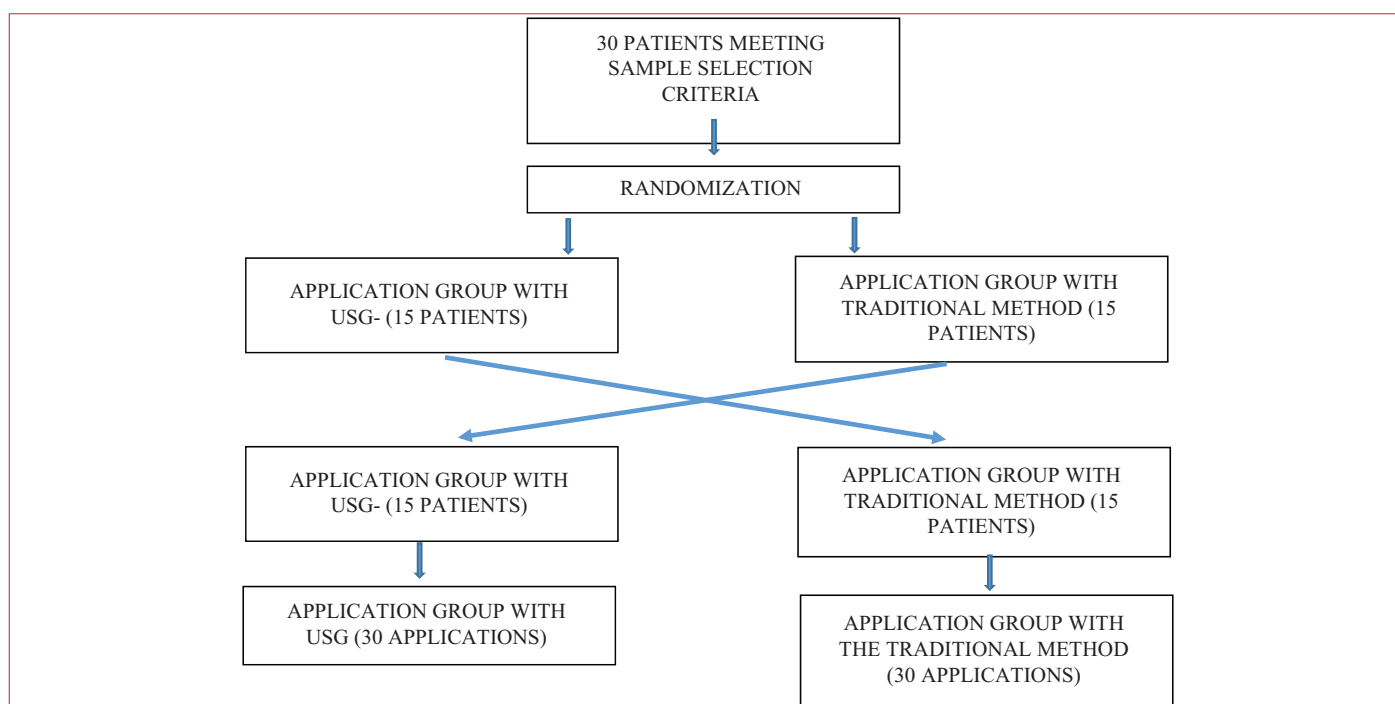 30 PATIENTS MEETING
SAMPLE SELECTION
CRITERIA
RANDOMIZATION
APPLICATION GROUP WITH
USG- (15 PATIENTS)
APPLICATION GROUP WITH
TRADITIONAL METHOD (15
PATIENTS)
APPLICATION GROUP WITH
USG- (15 PATIENTS)
APPLICATION GROUP WITH
TRADITIONAL METHOD (15
PATIENTS)
APPLICATION GROUP WITH
USG (30 APPLICATIONS)
APPLICATION GROUP WITH
THE TRADITIONAL METHOD
(30 APPLICATIONS)